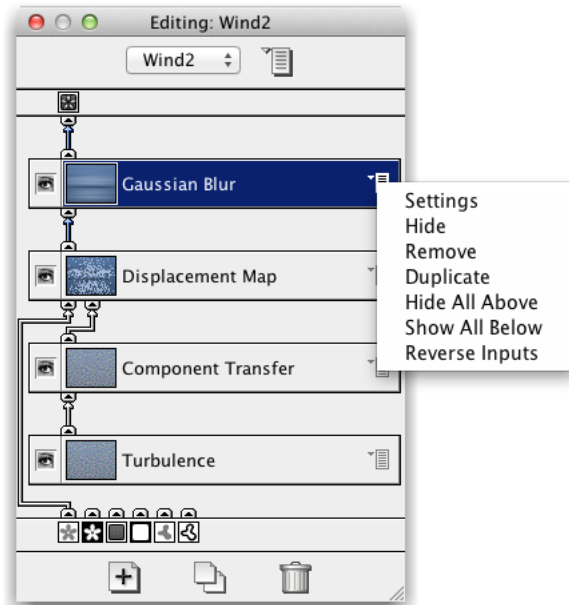 Editing: Wind2
Wind2
Gaussian Blur
Settings
Hide
Remove
Duplicate
Hide All Above
Show All Below
Reverse Inputs
Displacement Map
Component Transfer
Turbulence